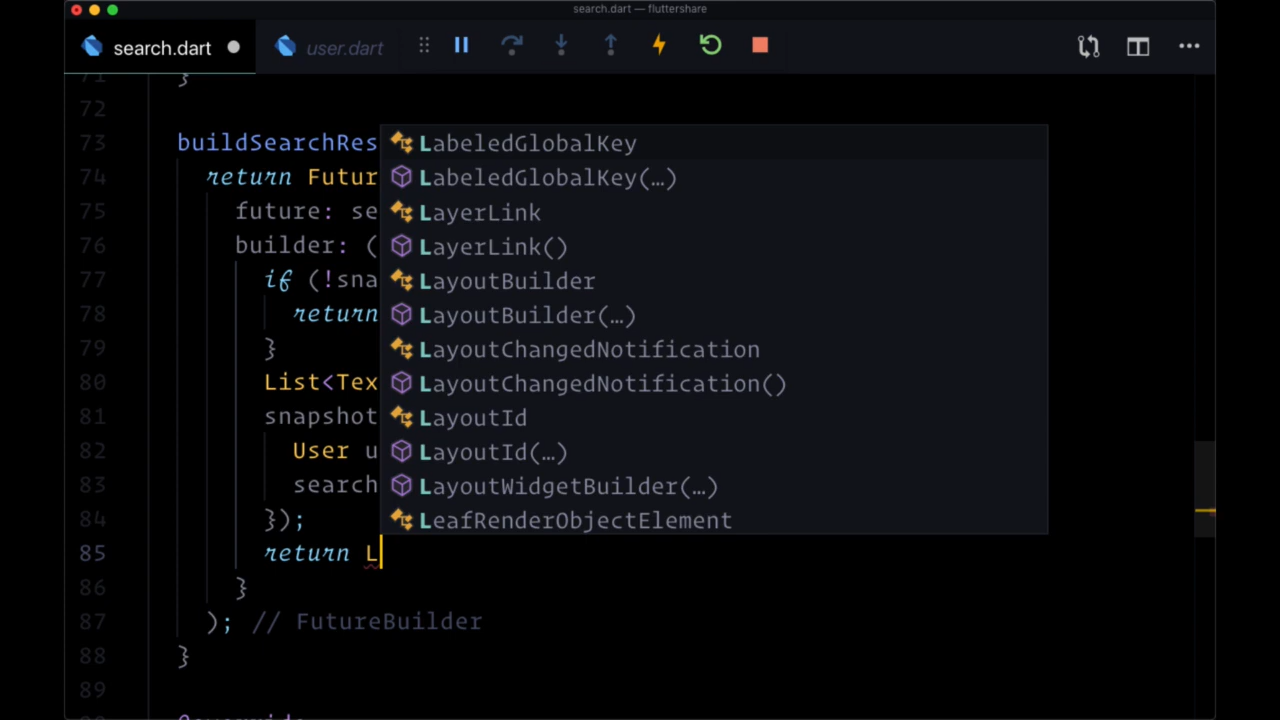 search.dart — fluttershare
search.dart user.dart
71 }
72
73 buildSearchRes
74 return Futur
75 future: se
76 builder: (
77 if (!sna
78 return
79 }
80 List<Tex
81 snapshot
82 User u
83 search
84 });
85 return L
86 }
87 ); // FutureBuilder
88 }
89
LabeledGlobalKey
LabeledGlobalKey(…)
LayerLink
LayerLink()
LayoutBuilder
LayoutBuilder(…)
LayoutChangedNotification
LayoutChangedNotification()
LayoutId
LayoutId(…)
LayoutWidgetBuilder(…)
LeafRenderObjectElement